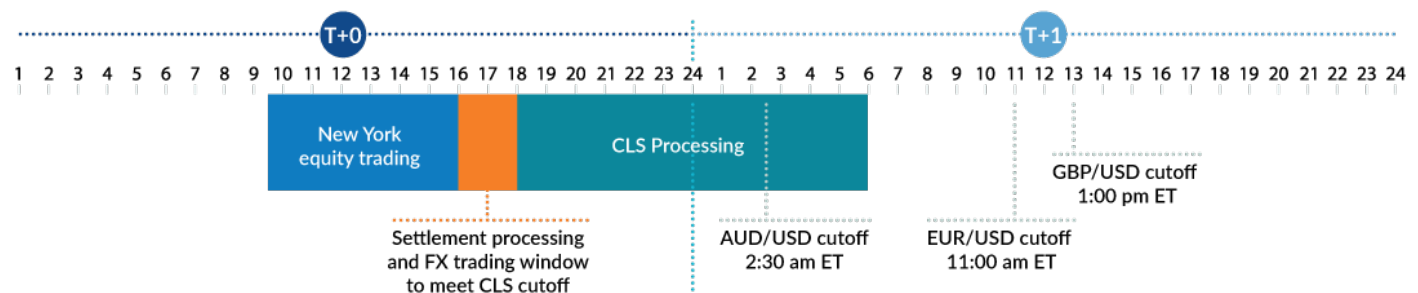 T+0
T+1
1 2 3 4 5 6 7 8 9 10 11 12 13 14 15 16 17 18 19 20 21 22 23 24 1 2 3 4 5 6 7 8 9 10 11 12 13 14 15 16 17 18 19 20 21 22 23 24
New York
equity trading
CLS Processing
GBP/USD cutoff
1:00 pm ET
Settlement processing
and FX trading window
to meet CLS cutoff
AUD/USD cutoff
2:30 am ET
EUR/USD cutoff
11:00 am ET